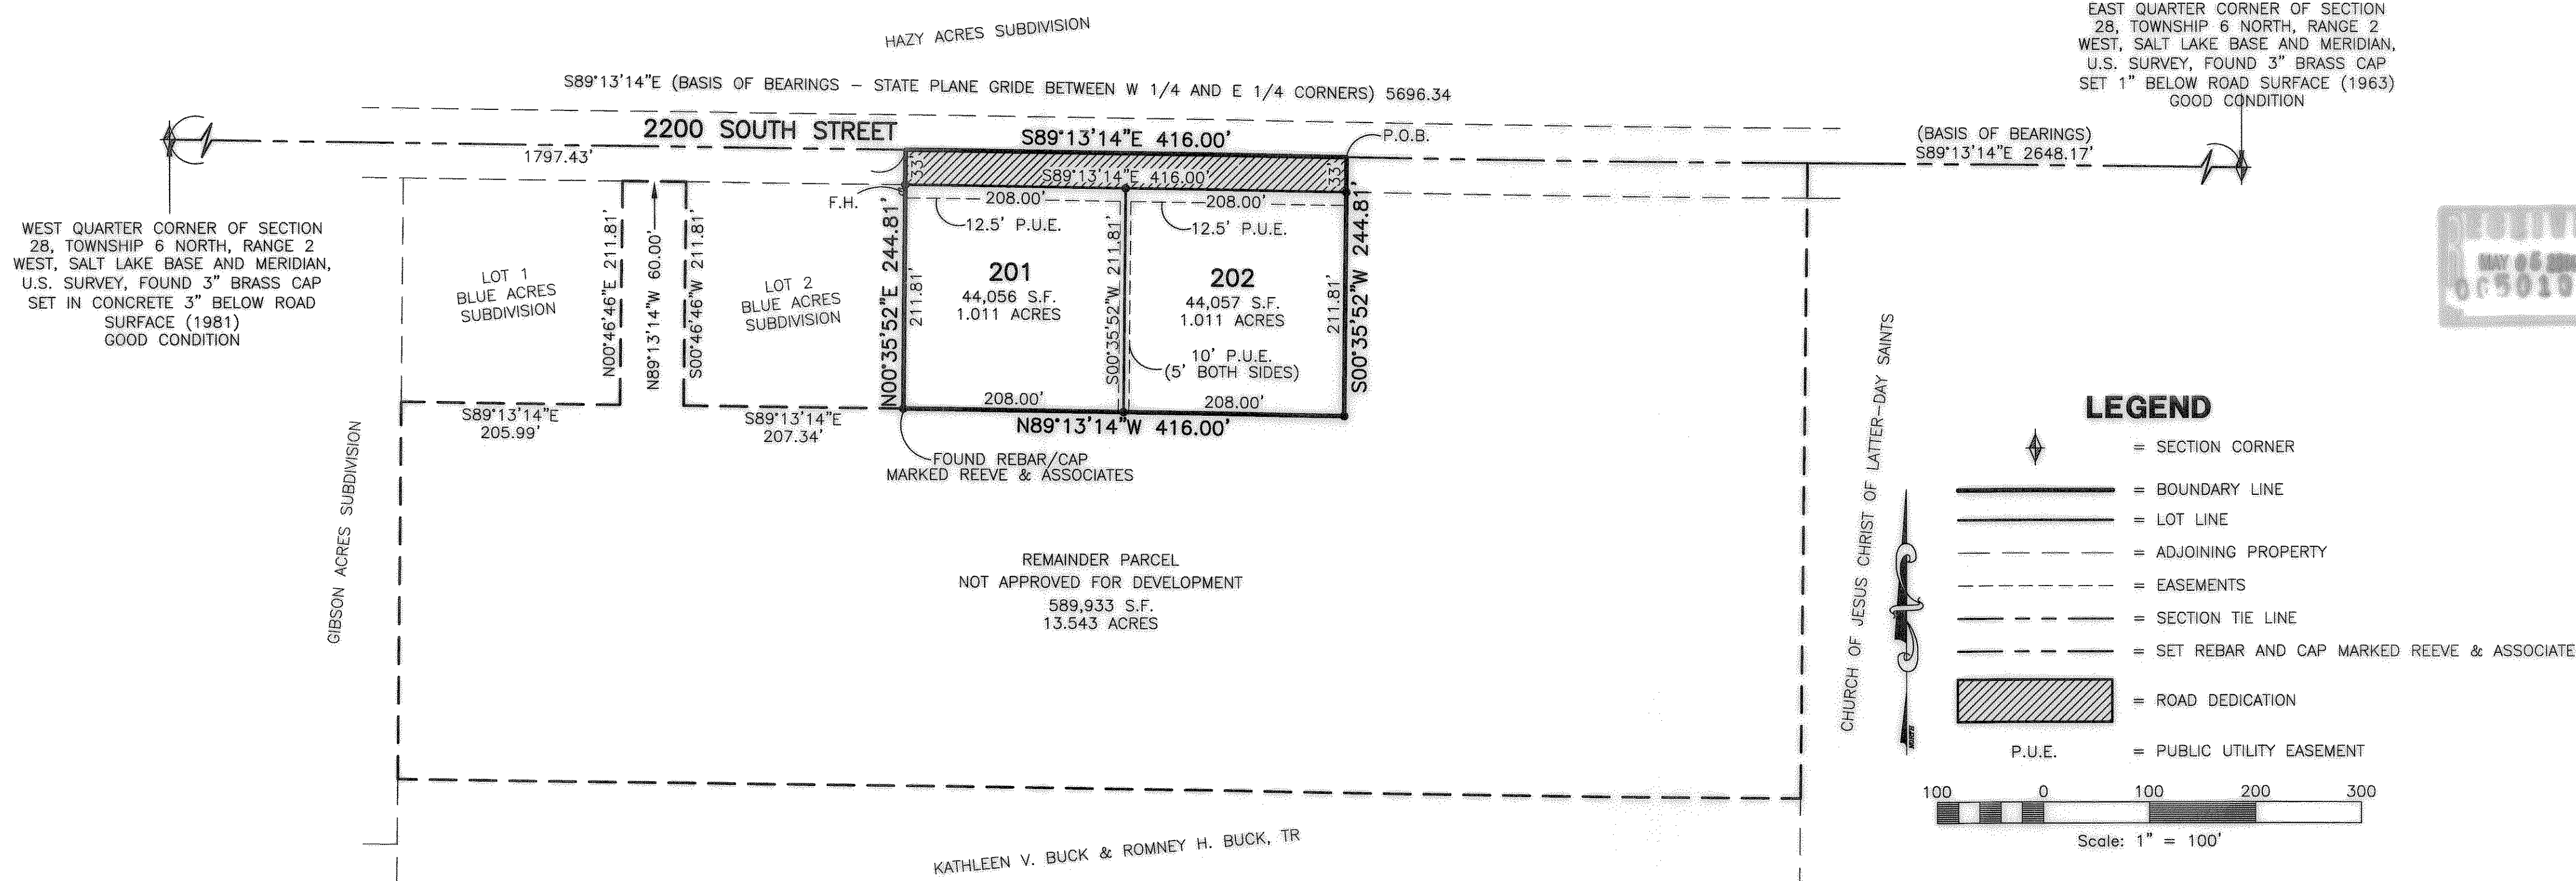 HAZY ACRES SUBDIVISION
S89°13'14"E (BASIS OF BEARINGS – STATE PLANE GRIDE BETWEEN W 1/4 AND E 1/4 CORNERS) 5696.34
EAST QUARTER CORNER OF SECTION
28, TOWNSHIP 6 NORTH, RANGE 2
WEST, SALT LAKE BASE AND MERIDIAN,
U.S. SURVEY, FOUND 3" BRASS CAP
SET 1" BELOW ROAD SURFACE (1963)
GOOD CONDITION
2200 SOUTH STREET
S89°13'14"E 416.00'
P.O.B.
(BASIS OF BEARINGS)
S89°13'14"E 2648.17'
1797.43'
33'
S89°13'14"E 416.00'
33'
F.H.
208.00'
208.00'
12.5' P.U.E.
12.5' P.U.E.
WEST QUARTER CORNER OF SECTION
28, TOWNSHIP 6 NORTH, RANGE 2
WEST, SALT LAKE BASE AND MERIDIAN,
U.S. SURVEY, FOUND 3" BRASS CAP
SET IN CONCRETE 3" BELOW ROAD
SURFACE (1981)
GOOD CONDITION
LOT 1
BLUE ACRES
SUBDIVISION
N00°46'46"E 211.81'
N89°13'14"W 60.00'
S00°46'46"W 211.81'
LOT 2
BLUE ACRES
SUBDIVISION
N00°35'52"E 244.81'
211.81'
201
44,056 S.F.
1.011 ACRES
S00°35'52"W 211.81'
202
44,057 S.F.
1.011 ACRES
211.81'
S00°35'52"W 244.81'
10' P.U.E.
(5' BOTH SIDES)
S89°13'14"E
205.99'
S89°13'14"E
207.34'
208.00'
208.00'
N89°13'14"W 416.00'
FOUND REBAR/CAP
MARKED REEVE & ASSOCIATES
GIBSON ACRES SUBDIVISION
REMAINDER PARCEL
NOT APPROVED FOR DEVELOPMENT
589,933 S.F.
13.543 ACRES
CHURCH OF JESUS CHRIST OF LATTER-DAY SAINTS
KATHLEEN V. BUCK & ROMNEY H. BUCK, TR
MAY
LEGEND
= SECTION CORNER
= BOUNDARY LINE
= LOT LINE
= ADJOINING PROPERTY
= EASEMENTS
= SECTION TIE LINE
= SET REBAR AND CAP MARKED REEVE & ASSOCIATE
= ROAD DEDICATION
P.U.E. = PUBLIC UTILITY EASEMENT
100 0 100 200 300
Scale: 1" = 100'